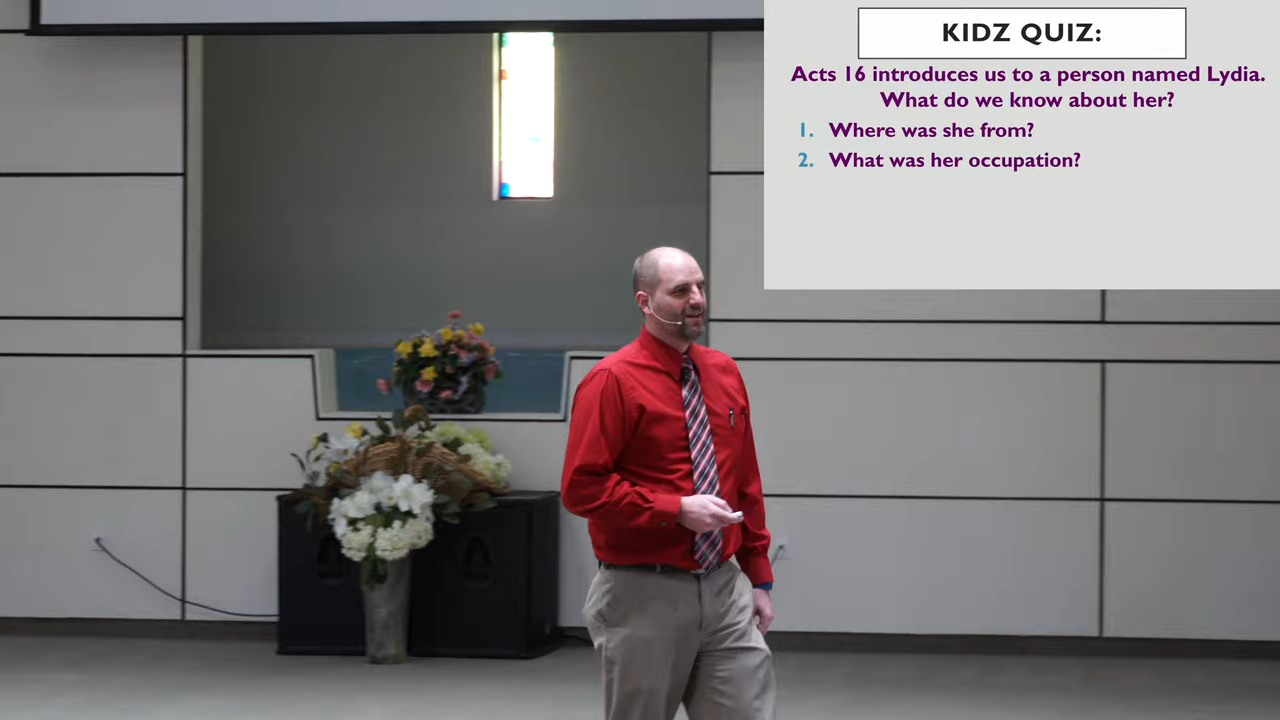 KIDZ QUIZ:
Acts 16 introduces us to a person named Lydia.
What do we know about her?
1. Where was she from?
2. What was her occupation?